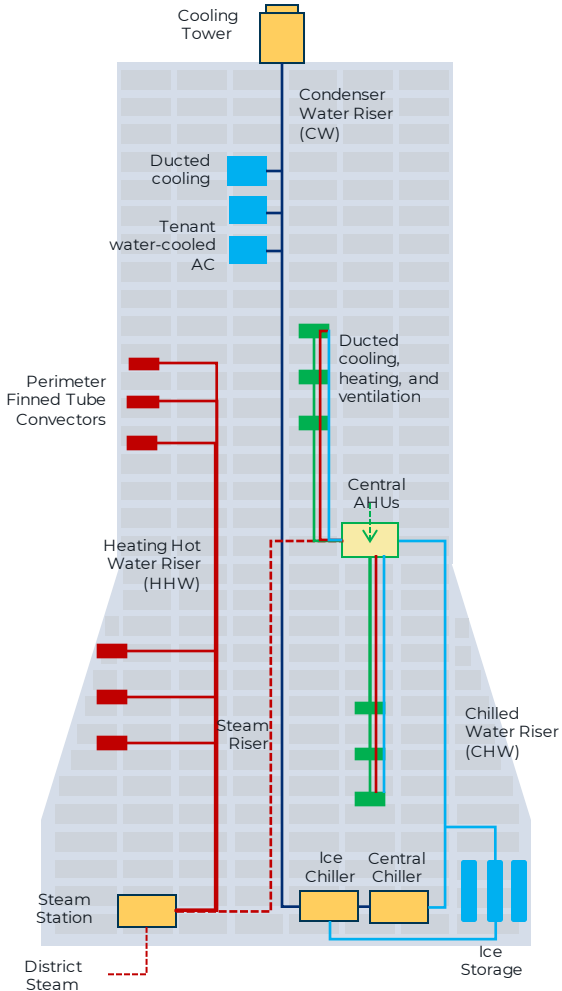 Cooling
Tower
Condenser
Water Riser
(CW)
Ducted
cooling
Tenant
water-cooled
AC
Ducted
cooling,
heating, and
ventilation
Perimeter
Finned Tube
Convectors
Central
AHUs
Heating Hot
Water Riser
(HHW)
Steam
Riser
Chilled
Water Riser
(CHW)
Ice
Chiller
Central
Chiller
Steam
Station
Ice
Storage
District
Steam